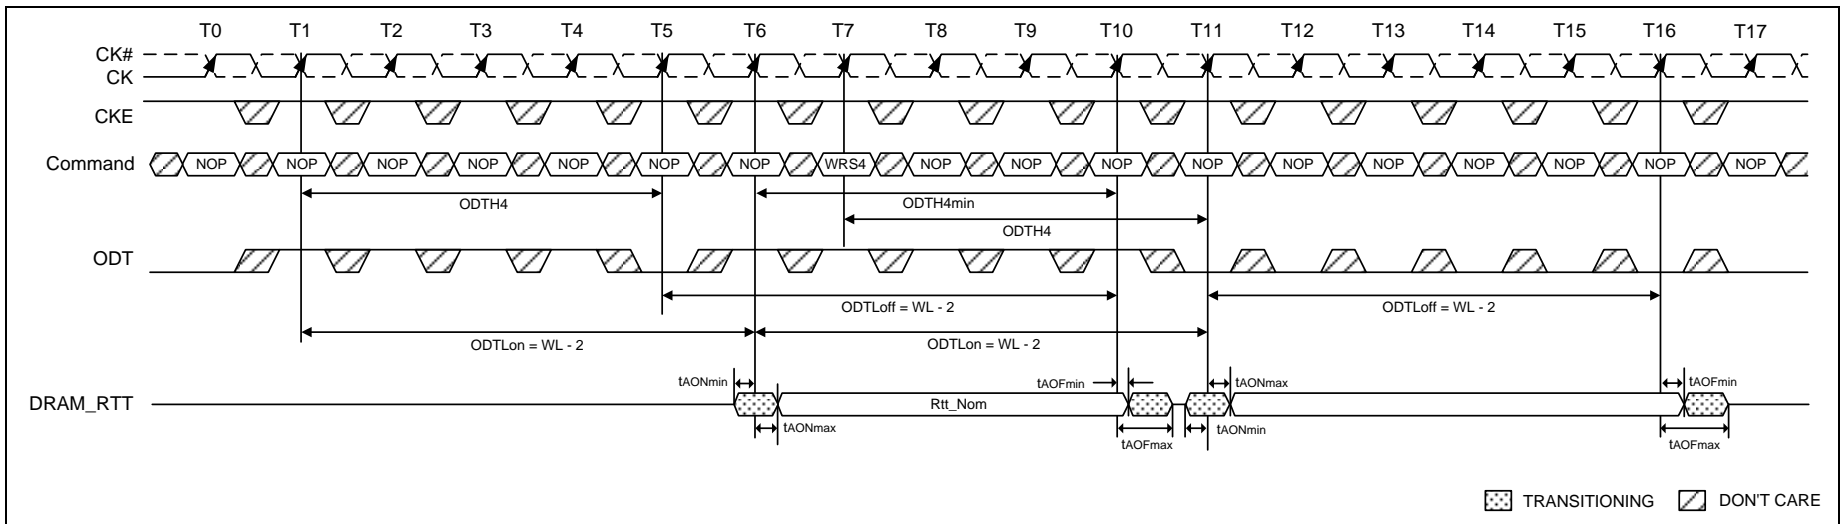 T0 T1 T2 T3 T4 T5 T6 T7 T8 T9 T10 T11 T12 T13 T14 T15 T16 T17
CK#
CK
CKE
Command NOP NOP NOP NOP NOP NOP NOP WRS4 NOP NOP NOP NOP NOP NOP NOP NOP NOP NOP
ODTH4 ODTH4min
ODTH4
ODT
ODTLoff = WL - 2 ODTLoff = WL - 2
ODTLon = WL - 2 ODTLon = WL - 2
tAONmin tAOFmin tAONmax tAOFmin
DRAM_RTT Rtt_Nom
tAONmax tAOFmax tAONmin tAOFmax
TRANSITIONING DON'T CARE